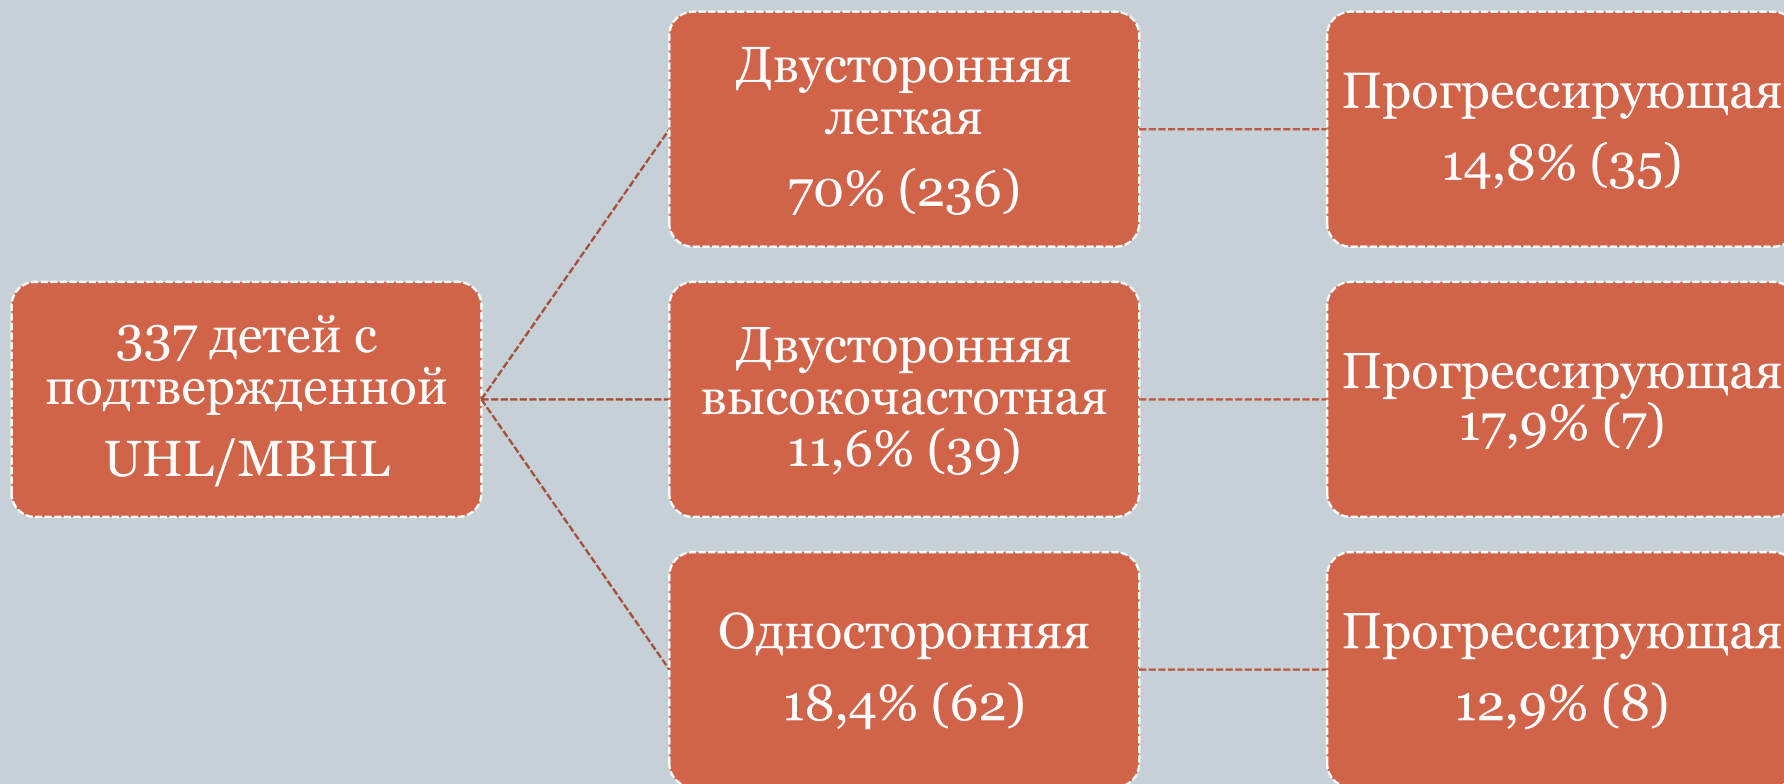 Двусторонняя
легкая
70% (236)
Прогрессирующая
14,8% (35)
337 детей с
подтвержденной
UHL/MBHL
Двусторонняя
высокочастотная
11,6% (39)
Прогрессирующая
17,9% (7)
Односторонняя
18,4% (62)
Прогрессирующая
12,9% (8)